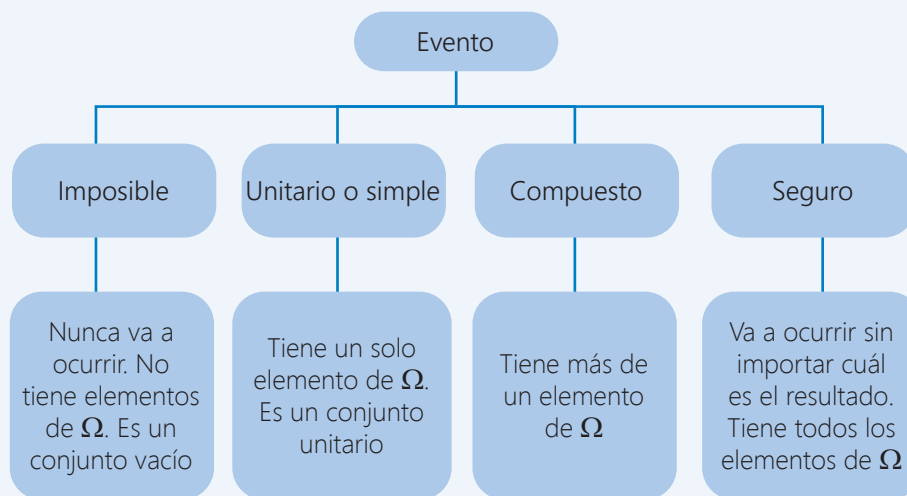 Evento
Imposible
Unitario o simple
Compuesto
Seguro
Nunca va a
ocurrir. No
tiene elementos
de Ω. Es un
conjunto vacío
Tiene un solo
elemento de Ω.
Es un conjunto
unitario
Tiene más de
un elemento
de Ω
Va a ocurrir sin
importar cuál
es el resultado.
Tiene todos los
elementos de Ω